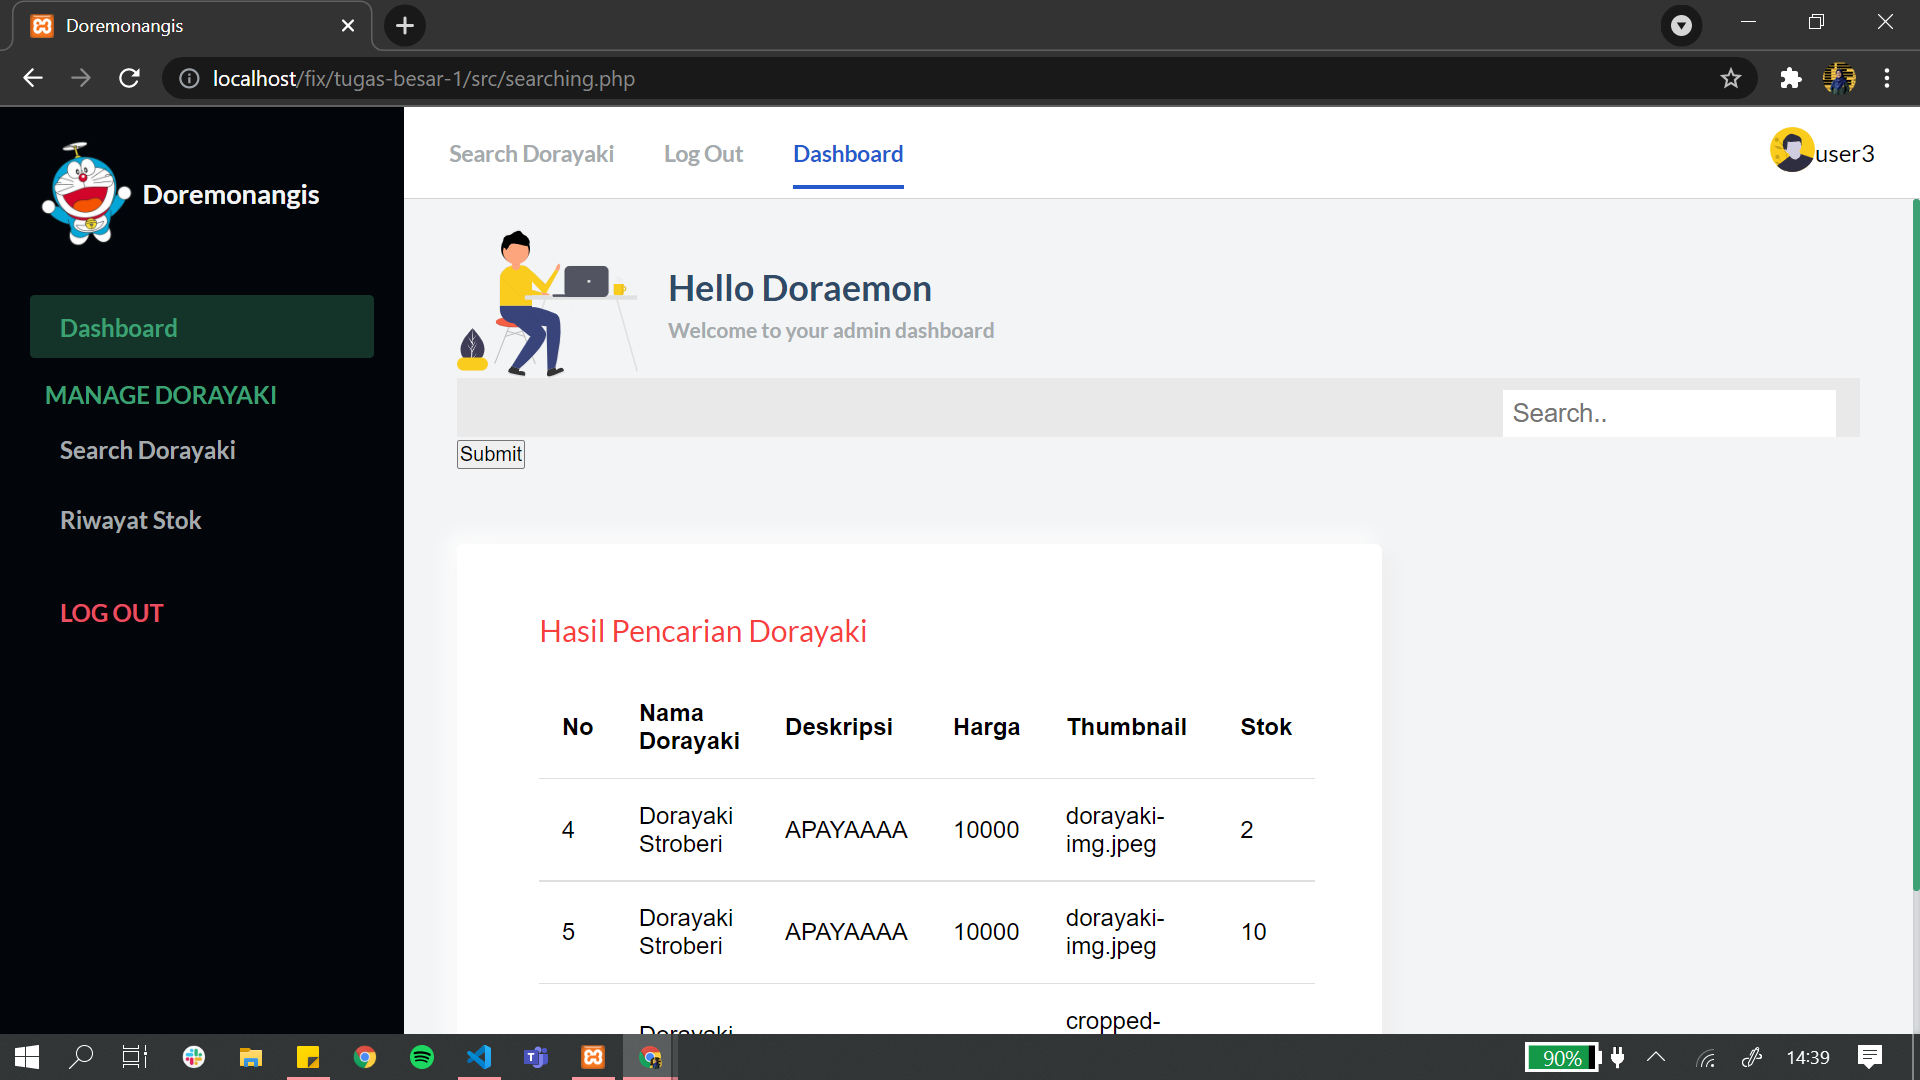 Doremonangis
localhost/fix/tugas-besar-1/src/searching.php
Doremonangis
Dashboard
MANAGE DORAYAKI
Search Dorayaki
Riwayat Stok
LOG OUT
Search Dorayaki Log Out Dashboard user3
Hello Doraemon
Welcome to your admin dashboard
Search..
Submit
Hasil Pencarian Dorayaki
No Nama Dorayaki Deskripsi Harga Thumbnail Stok
4 Dorayaki Stroberi APAYAAAA 10000 dorayaki-img.jpeg 2
5 Dorayaki Stroberi APAYAAAA 10000 dorayaki-img.jpeg 10
Dorayaki cropped-
90% 14:39